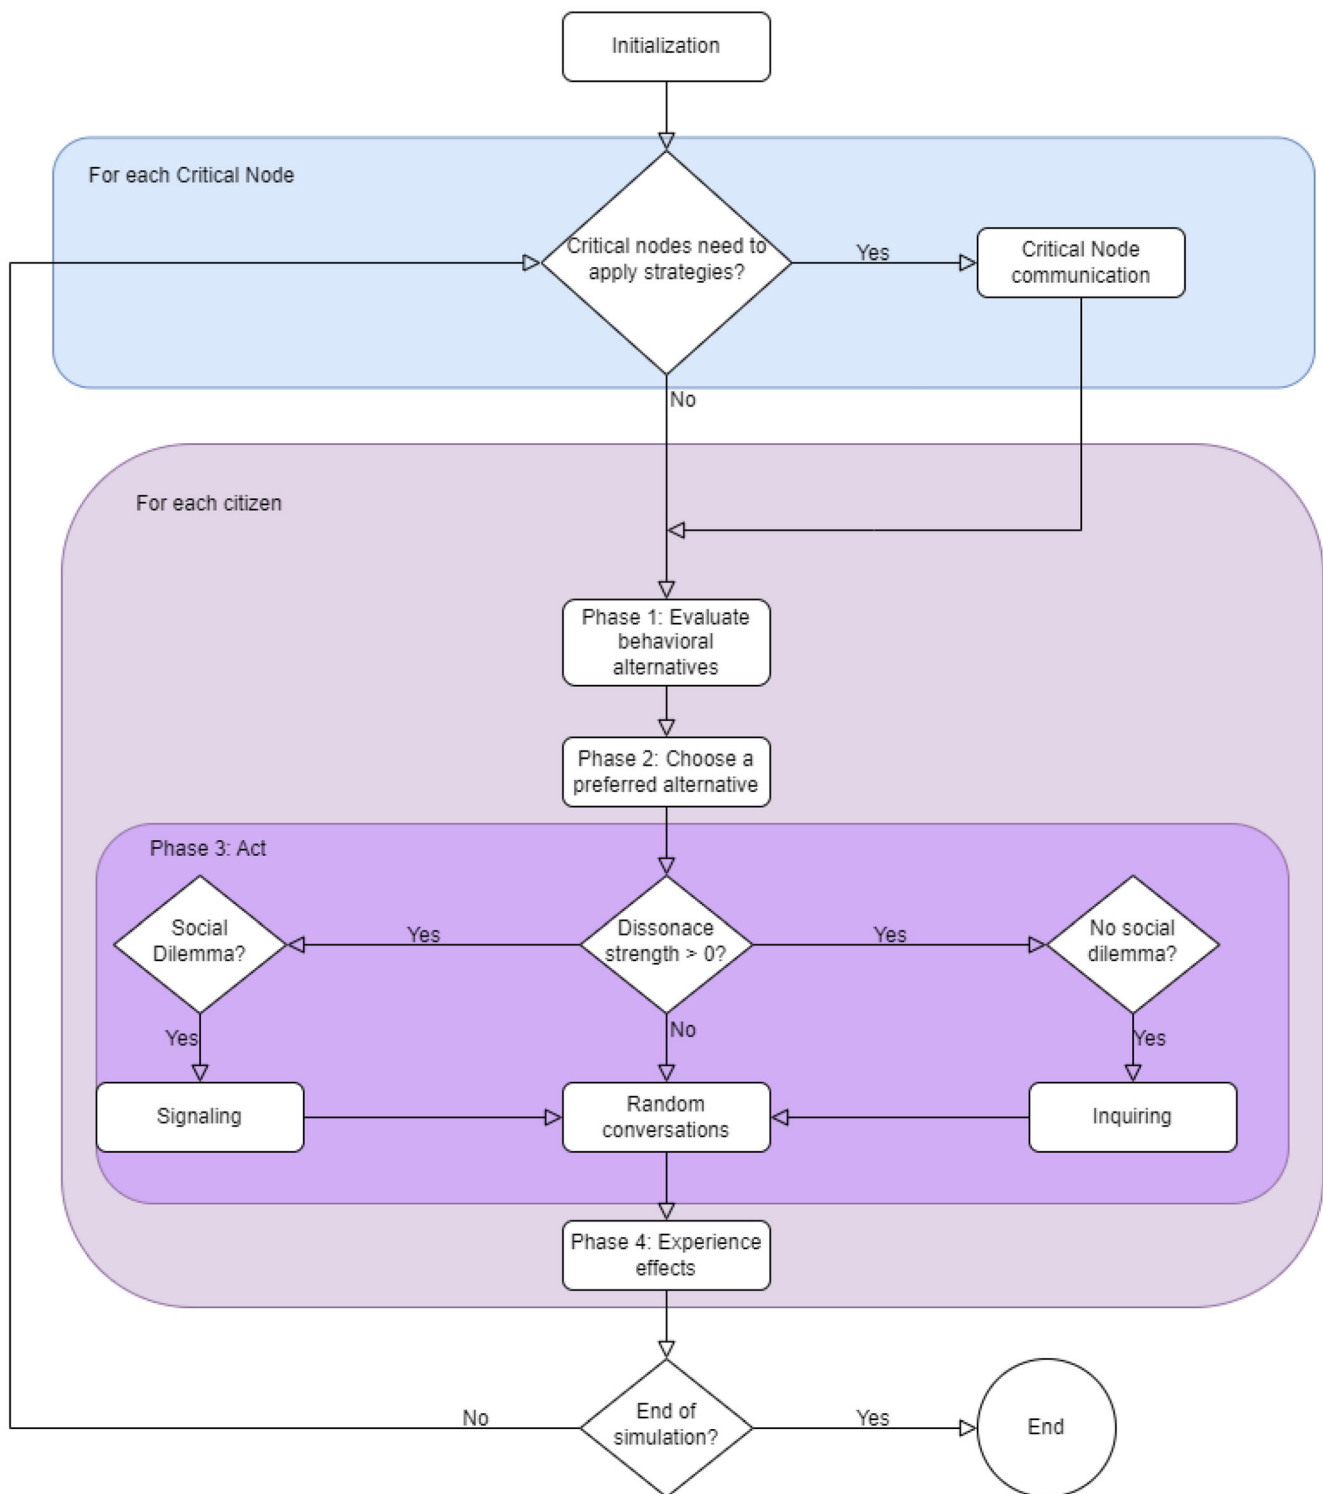 Initialization
For each Critical Node
Critical nodes need to
apply strategies?
Yes
Critical Node
communication
No
For each citizen
Phase 1: Evaluate
behavioral
alternatives
Phase 2: Choose a
preferred alternative
Phase 3: Act
Social
Dilemma?
Yes
Dissonace
strength > 0?
Yes
No social
dilemma?
Yes
No
Yes
Signaling
Random
conversations
Inquiring
Phase 4: Experience
effects
No
End of
simulation?
Yes
End